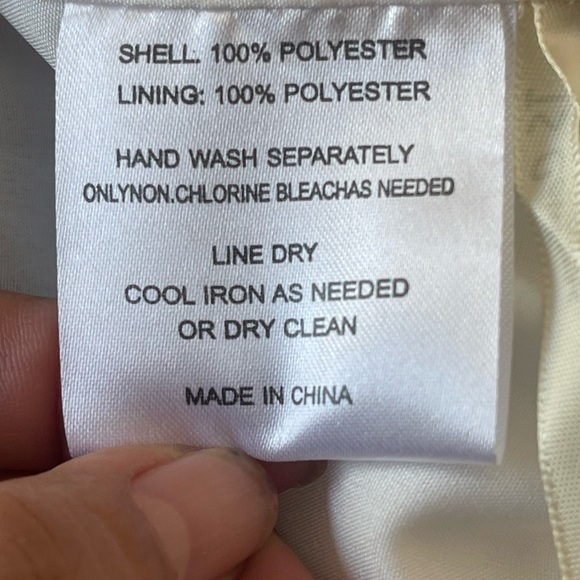 SHELL. 100% POLYESTER
LINING: 100% POLYESTER
HAND WASH SEPARATELY
ONLYNON.CHLORINE BLEACHAS NEEDED
LINE DRY
COOL IRON AS NEEDED
OR DRY CLEAN
MADE IN CHINA